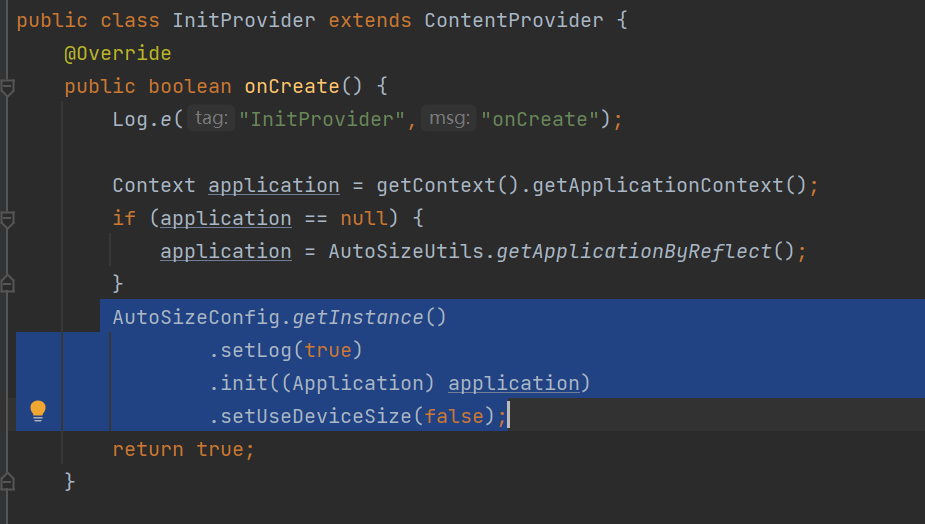 public class InitProvider extends ContentProvider {
@Override
public boolean onCreate() {
Log.e( tag: "InitProvider", msg: "onCreate");
Context application = getContext().getApplicationContext();
if (application == null) {
application = AutoSizeUtils.getApplicationByReflect();
}
AutoSizeConfig.getInstance()
.setLog(true)
.init((Application) application)
.setUseDeviceSize(false);
return true;
}